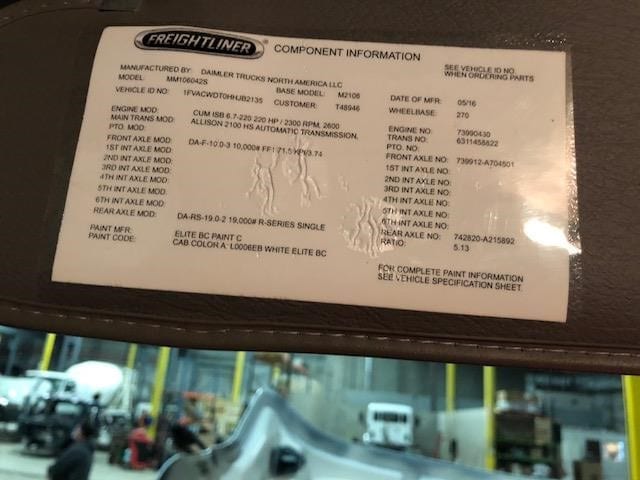 FREIGHTLINER
COMPONENT INFORMATION
SEE VEHICLE ID NO.
WHEN ORDERING PARTS
MANUFACTURED BY: DAIMLER TRUCKS NORTH AMERICA LLC
MODEL: MM106042S BASE MODEL: M2106 DATE OF MFR: 05/16
VEHICLE ID NO: 1FVACWDT0HHJB2135 CUSTOMER: T48946 WHEELBASE: 270
ENGINE MOD: CUM ISB 6.7-220 220 HP / 2300 RPM, 2600 ENGINE NO: 73990430
MAIN TRANS MOD: ALLISON 2100 HS AUTOMATIC TRANSMISSION, TRANS NO: 6311458822
PTO. MOD: PTO. NO:
FRONT AXLE MOD: DA-F-10.0-3 10,000# FF1 71.5 KPI/3.74 FRONT AXLE NO: 739912-A704501
1ST INT AXLE MOD: 1ST INT AXLE NO:
2ND INT AXLE MOD: 2ND INT AXLE NO:
3RD INT AXLE MOD: 3RD INT AXLE NO:
4TH INT AXLE MOD: 4TH INT AXLE NO:
5TH INT AXLE MOD: 5TH INT AXLE NO:
6TH INT AXLE MOD: 6TH INT AXLE NO:
REAR AXLE MOD: DA-RS-19.0-2 19,000# R-SERIES SINGLE REAR AXLE NO: 742820-A215892
RATIO: 5.13
PAINT MFR: ELITE BC PAINT C
PAINT CODE: CAB COLOR A: L0006EB WHITE ELITE BC
FOR COMPLETE PAINT INFORMATION
SEE VEHICLE SPECIFICATION SHEET.